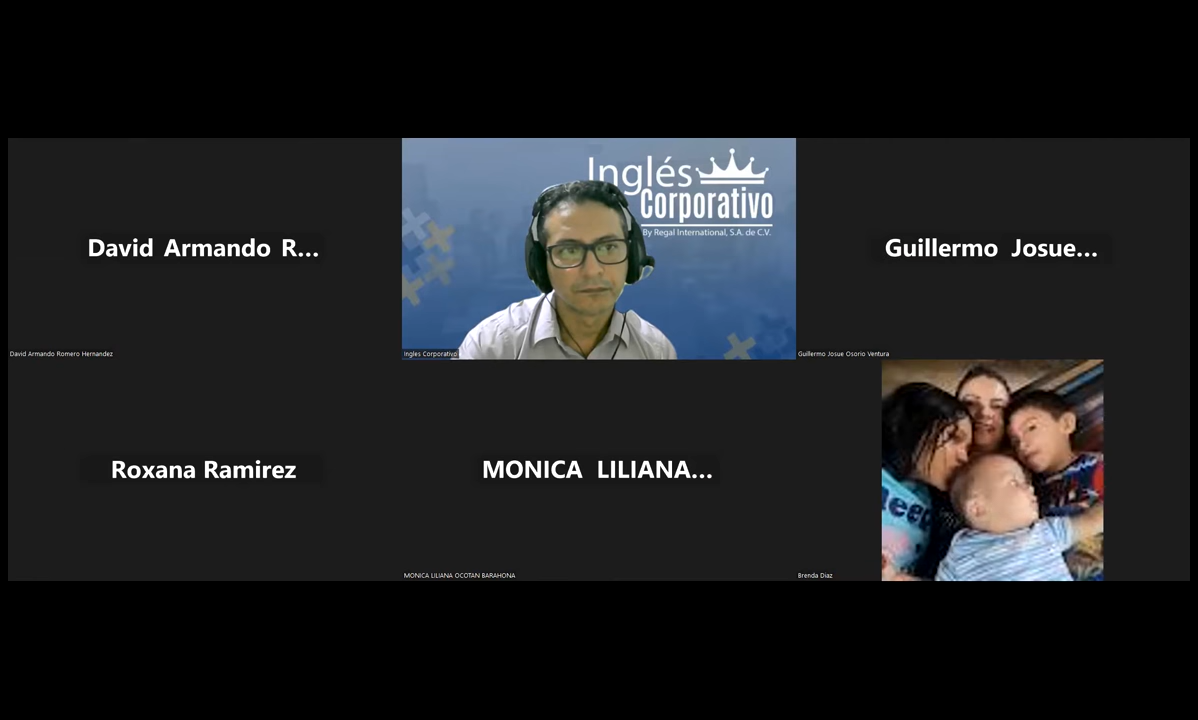 David Armando R...
David Armando Romero Hernandez
Inglés
Corporativo
By Regal International, S.A. de C.V.
Ingles Corporativo
Guillermo Josue...
Guillermo Josue Osorio Ventura
Roxana Ramirez
MONICA LILIANA...
MONICA LILIANA OCOTAN BARAHONA
Brenda Diaz